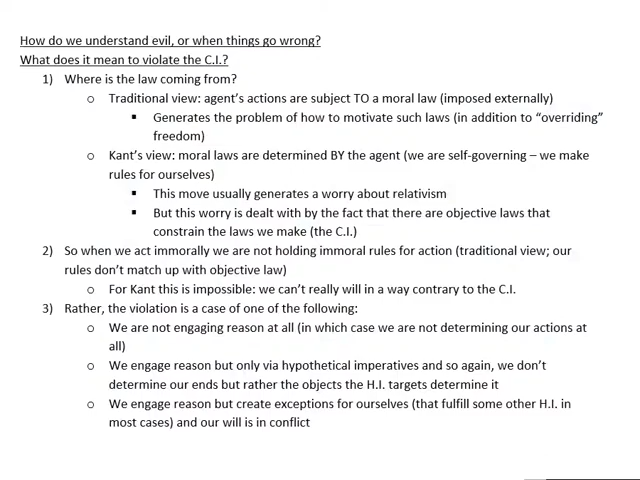 How do we understand evil, or when things go wrong?
What does it mean to violate the C.I.?
1) Where is the law coming from?
o Traditional view: agent's actions are subject TO a moral law (imposed externally)
▪ Generates the problem of how to motivate such laws (in addition to "overriding"
freedom)
o Kant's view: moral laws are determined BY the agent (we are self-governing – we make
rules for ourselves)
▪ This move usually generates a worry about relativism
▪ But this worry is dealt with by the fact that there are objective laws that
constrain the laws we make (the C.I.)
2) So when we act immorally we are not holding immoral rules for action (traditional view; our
rules don't match up with objective law)
o For Kant this is impossible: we can't really will in a way contrary to the C.I.
3) Rather, the violation is a case of one of the following:
o We are not engaging reason at all (in which case we are not determining our actions at
all)
o We engage reason but only via hypothetical imperatives and so again, we don't
determine our ends but rather the objects the H.I. targets determine it
o We engage reason but create exceptions for ourselves (that fulfill some other H.I. in
most cases) and our will is in conflict